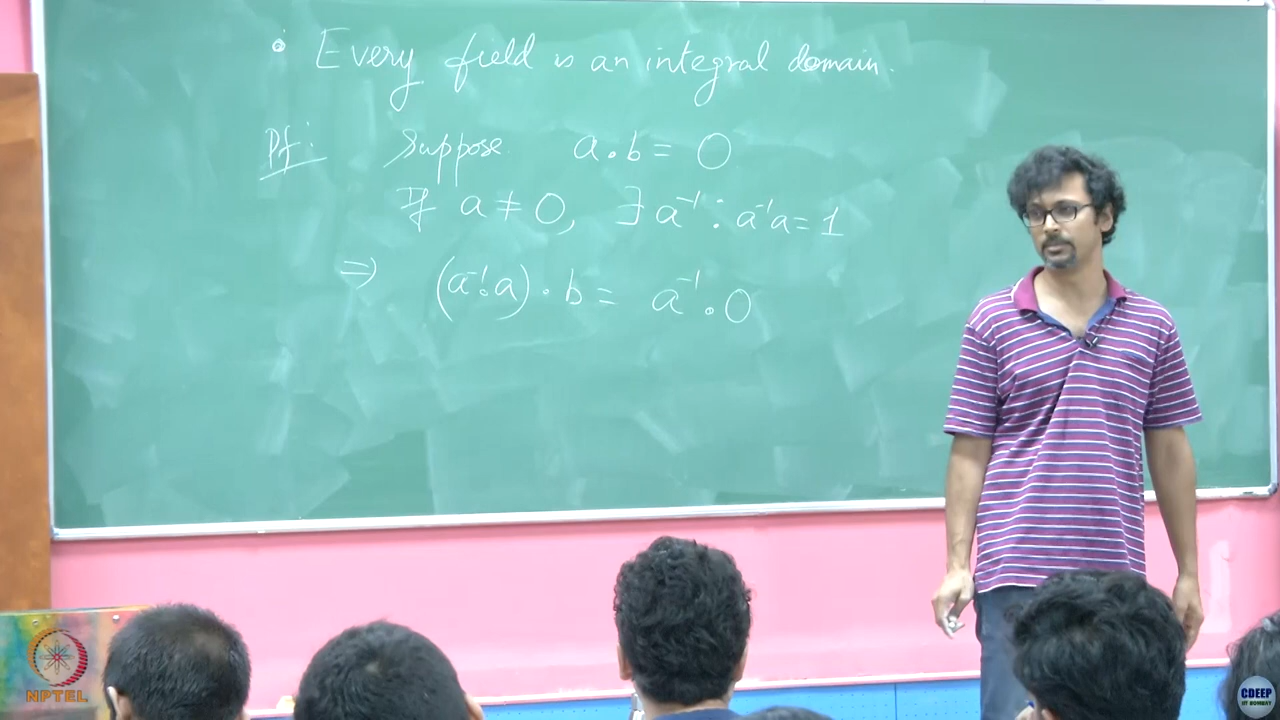 • Every field is an integral domain.
Pf: Suppose a·b = 0
If a ≠ 0, ∃ a⁻¹ : a⁻¹a = 1
⇒ (a⁻¹·a)·b = a⁻¹·0
NPTEL
CDEEP
IIT BOMBAY